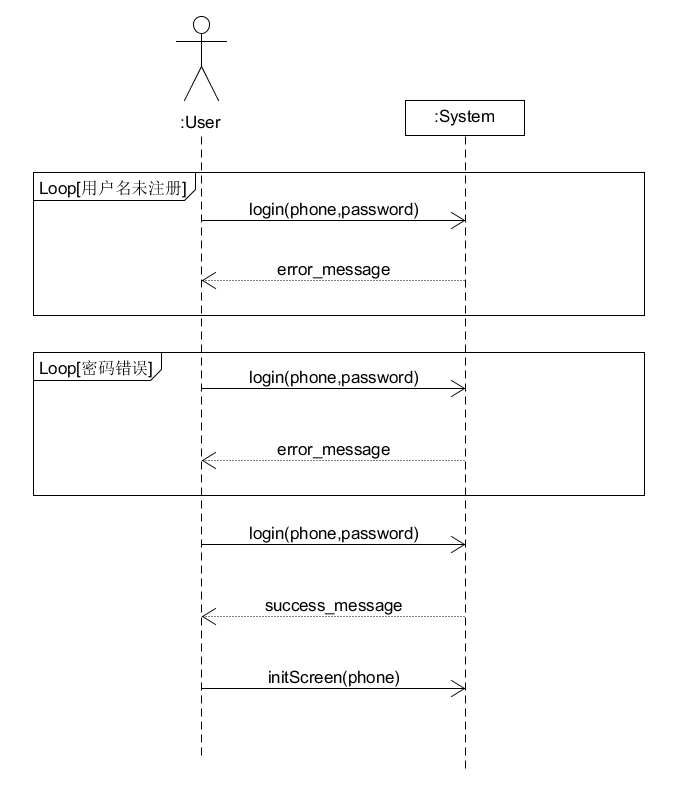 :User
:System
Loop[用户名未注册]
login(phone,password)
error_message
Loop[密码错误]
login(phone,password)
error_message
login(phone,password)
success_message
initScreen(phone)